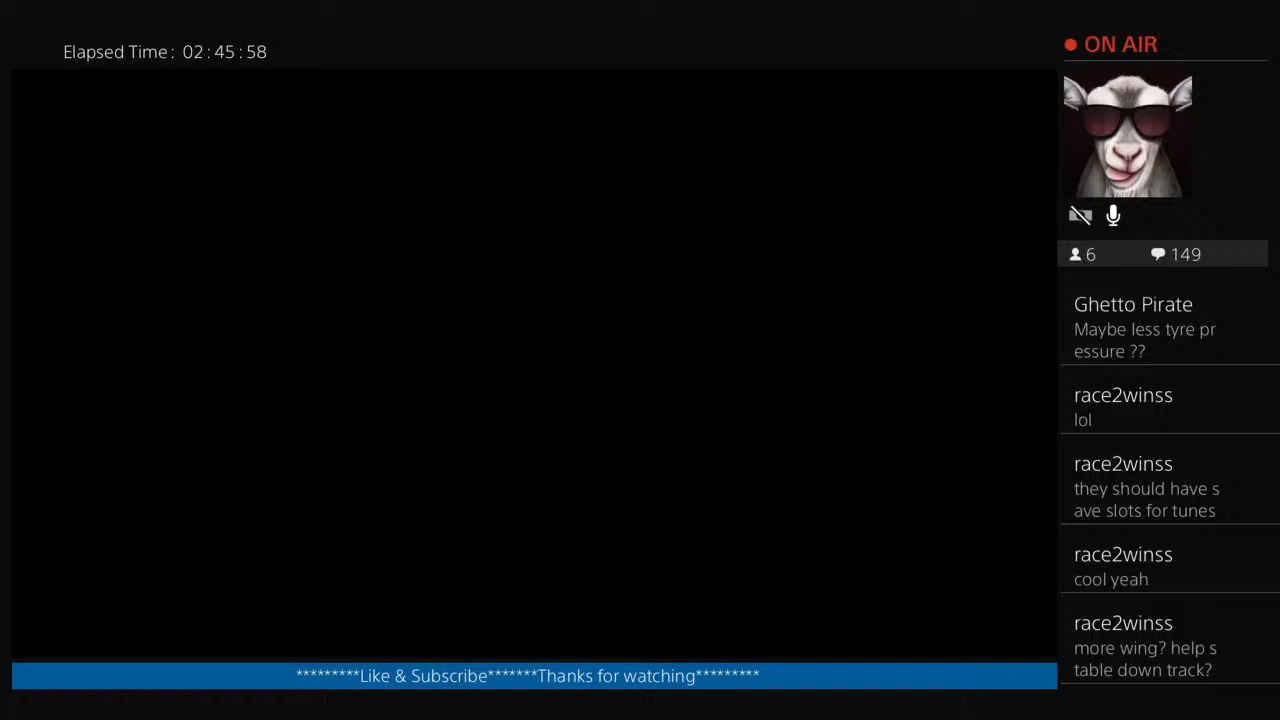 Elapsed Time: 02:45:58
ON AIR
6 149
Ghetto Pirate
Maybe less tyre pr
essure ??
race2winss
lol
race2winss
they should have s
ave slots for tunes
race2winss
cool yeah
race2winss
more wing? help s
table down track?
*********Like & Subscribe*******Thanks for watching*********